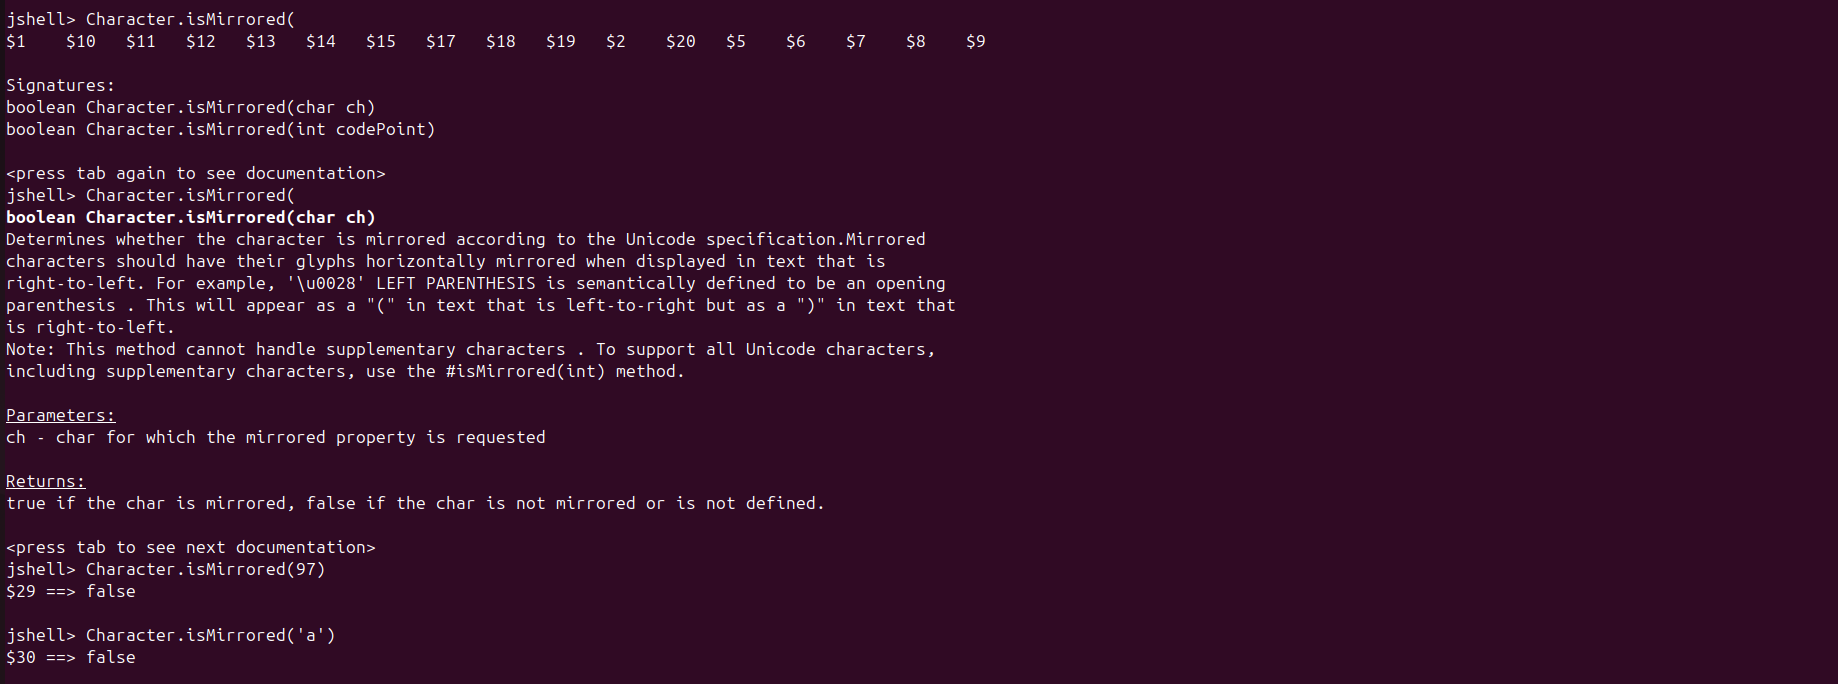 jshell> Character.isMirrored(
$1    $10   $11   $12   $13   $14   $15   $17   $18   $19   $2    $20   $5    $6    $7    $8    $9

Signatures:
boolean Character.isMirrored(char ch)
boolean Character.isMirrored(int codePoint)

<press tab again to see documentation>
jshell> Character.isMirrored(
boolean Character.isMirrored(char ch)
Determines whether the character is mirrored according to the Unicode specification.Mirrored
characters should have their glyphs horizontally mirrored when displayed in text that is
right-to-left. For example, '\u0028' LEFT PARENTHESIS is semantically defined to be an opening
parenthesis . This will appear as a "(" in text that is left-to-right but as a ")" in text that
is right-to-left.
Note: This method cannot handle supplementary characters . To support all Unicode characters,
including supplementary characters, use the #isMirrored(int) method.

Parameters:
ch - char for which the mirrored property is requested

Returns:
true if the char is mirrored, false if the char is not mirrored or is not defined.

<press tab to see next documentation>
jshell> Character.isMirrored(97)
$29 ==> false

jshell> Character.isMirrored('a')
$30 ==> false